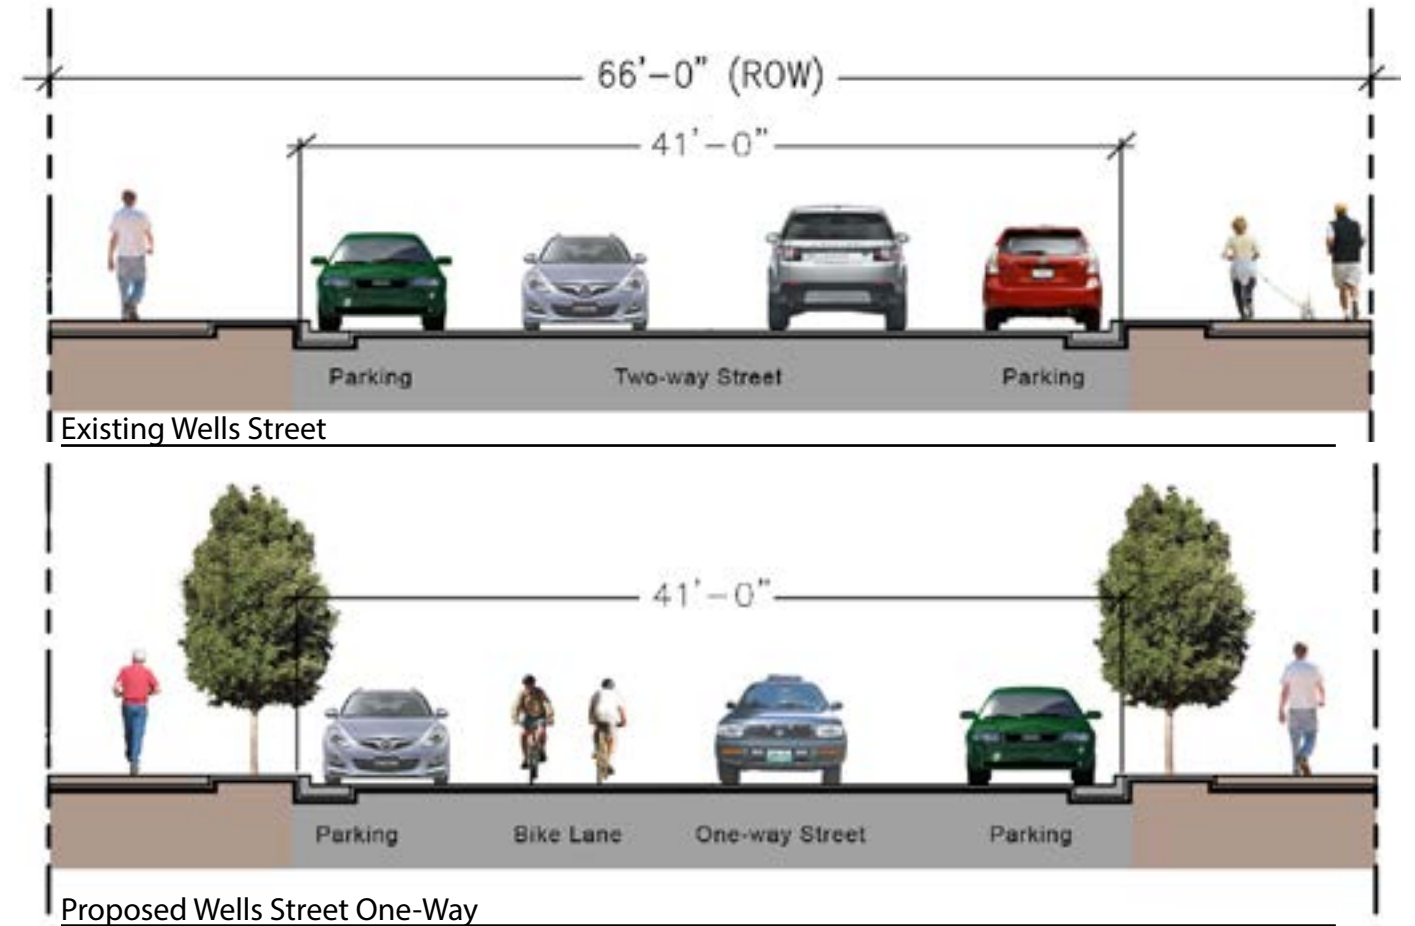 66'-0" (ROW)
41'-0"
Parking Two-way Street Parking
Existing Wells Street
41'-0"
Parking Bike Lane One-way Street Parking
Proposed Wells Street One-Way